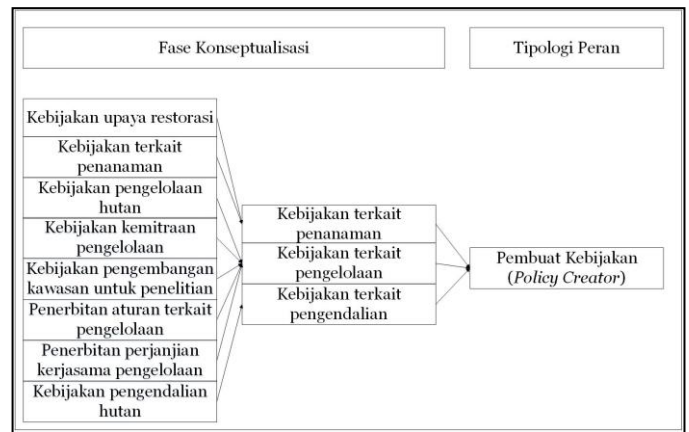 Fase Konseptualisasi
Tipologi Peran
Kebijakan upaya restorasi
Kebijakan terkait
penanaman
Kebijakan pengelolaan
hutan
Kebijakan kemitraan
pengelolaan
Kebijakan pengembangan
kawasan untuk penelitian
Penerbitan aturan terkait
pengelolaan
Penerbitan perjanjian
kerjasama pengelolaan
Kebijakan pengendalian
hutan
Kebijakan terkait
penanaman
Kebijakan terkait
pengelolaan
Kebijakan terkait
pengendalian
Pembuat Kebijakan
(Policy Creator)